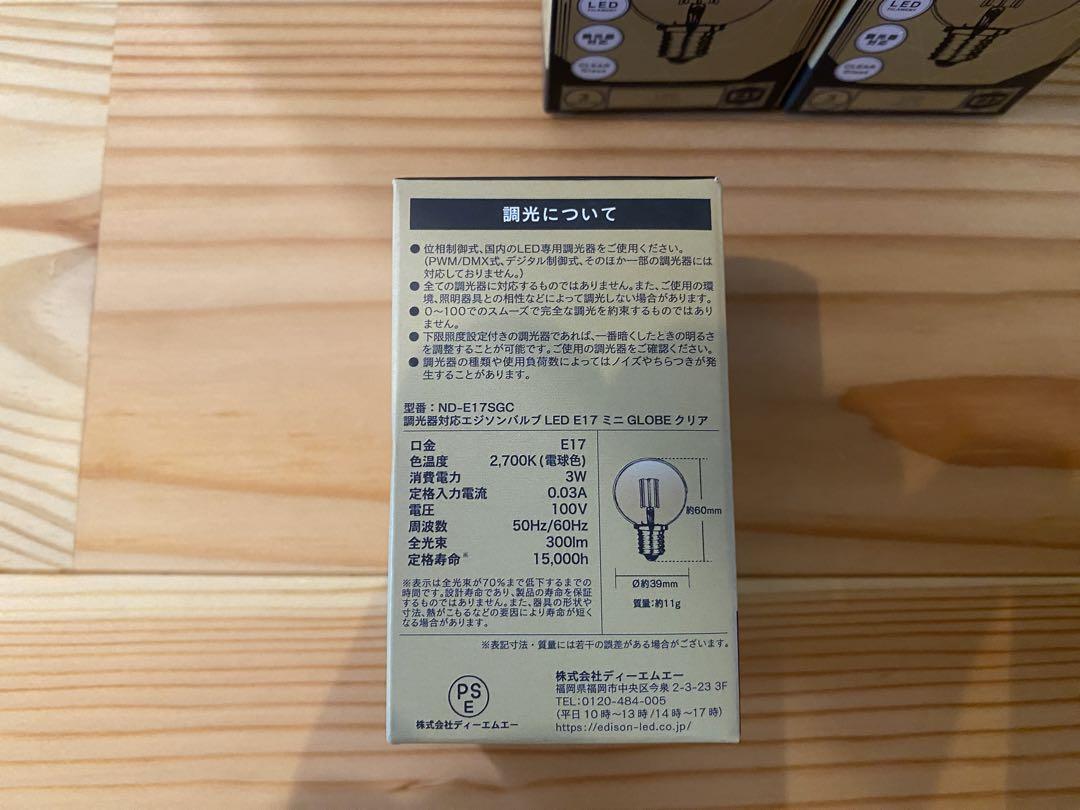 LED
FILAMENT
調光器
対応
CLEAR
Glass
LED
FILAMENT
調光器
対応
CLEAR
Glass
調光について
● 位相制御式、国内のLED専用調光器をご使用ください。
(PWM/DMX式、デジタル制御式、そのほか一部の調光器には
対応しておりません。)
● 全ての調光器に対応するものではありません。また、ご使用の環
境、照明器具との相性などによって調光しない場合があります。
● 0〜100でのスムーズで完全な調光を約束するものではあり
ません。
● 下限照度設定付きの調光器であれば、一番暗くしたときの明るさ
を調整することが可能です。ご使用の調光器をご確認ください。
● 調光器の種類や使用負荷数によってはノイズやちらつきが発
生することがあります。
型番：ND-E17SGC
調光器対応エジソンバルブ LED E17 ミニ GLOBE クリア
口金 E17
色温度 2,700K (電球色)
消費電力 3W
定格入力電流 0.03A
電圧 100V
周波数 50Hz/60Hz
全光束 300lm
定格寿命※ 15,000h
約60mm
Ø約39mm
質量：約11g
※表示は全光束が70%まで低下するまでの
時間です。設計寿命であり、製品の寿命を保証
するものではありません。また、器具の形状や
寸法、熱がこもるなどの要因により寿命が短く
なる場合があります。
※表記寸法・質量には若干の誤差がある場合がございます。
PS
E
株式会社ディーエムエー
株式会社ディーエムエー
福岡県福岡市中央区今泉 2-3-23 3F
TEL：0120-484-005
(平日 10 時〜13 時 /14 時〜17 時)
https://edison-led.co.jp/